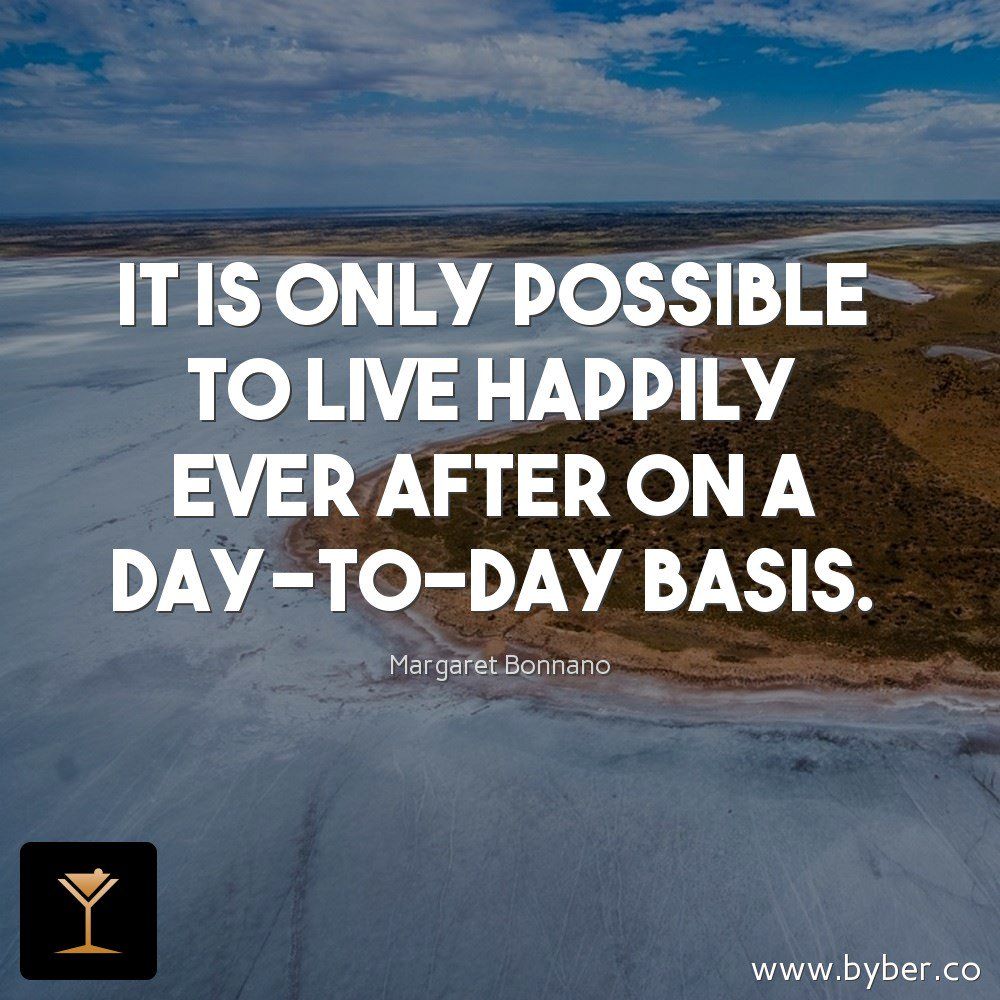 IT IS ONLY POSSIBLE
TO LIVE HAPPILY
EVER AFTER ON A
DAY-TO-DAY BASIS.
Margaret Bonnano
www.byber.co